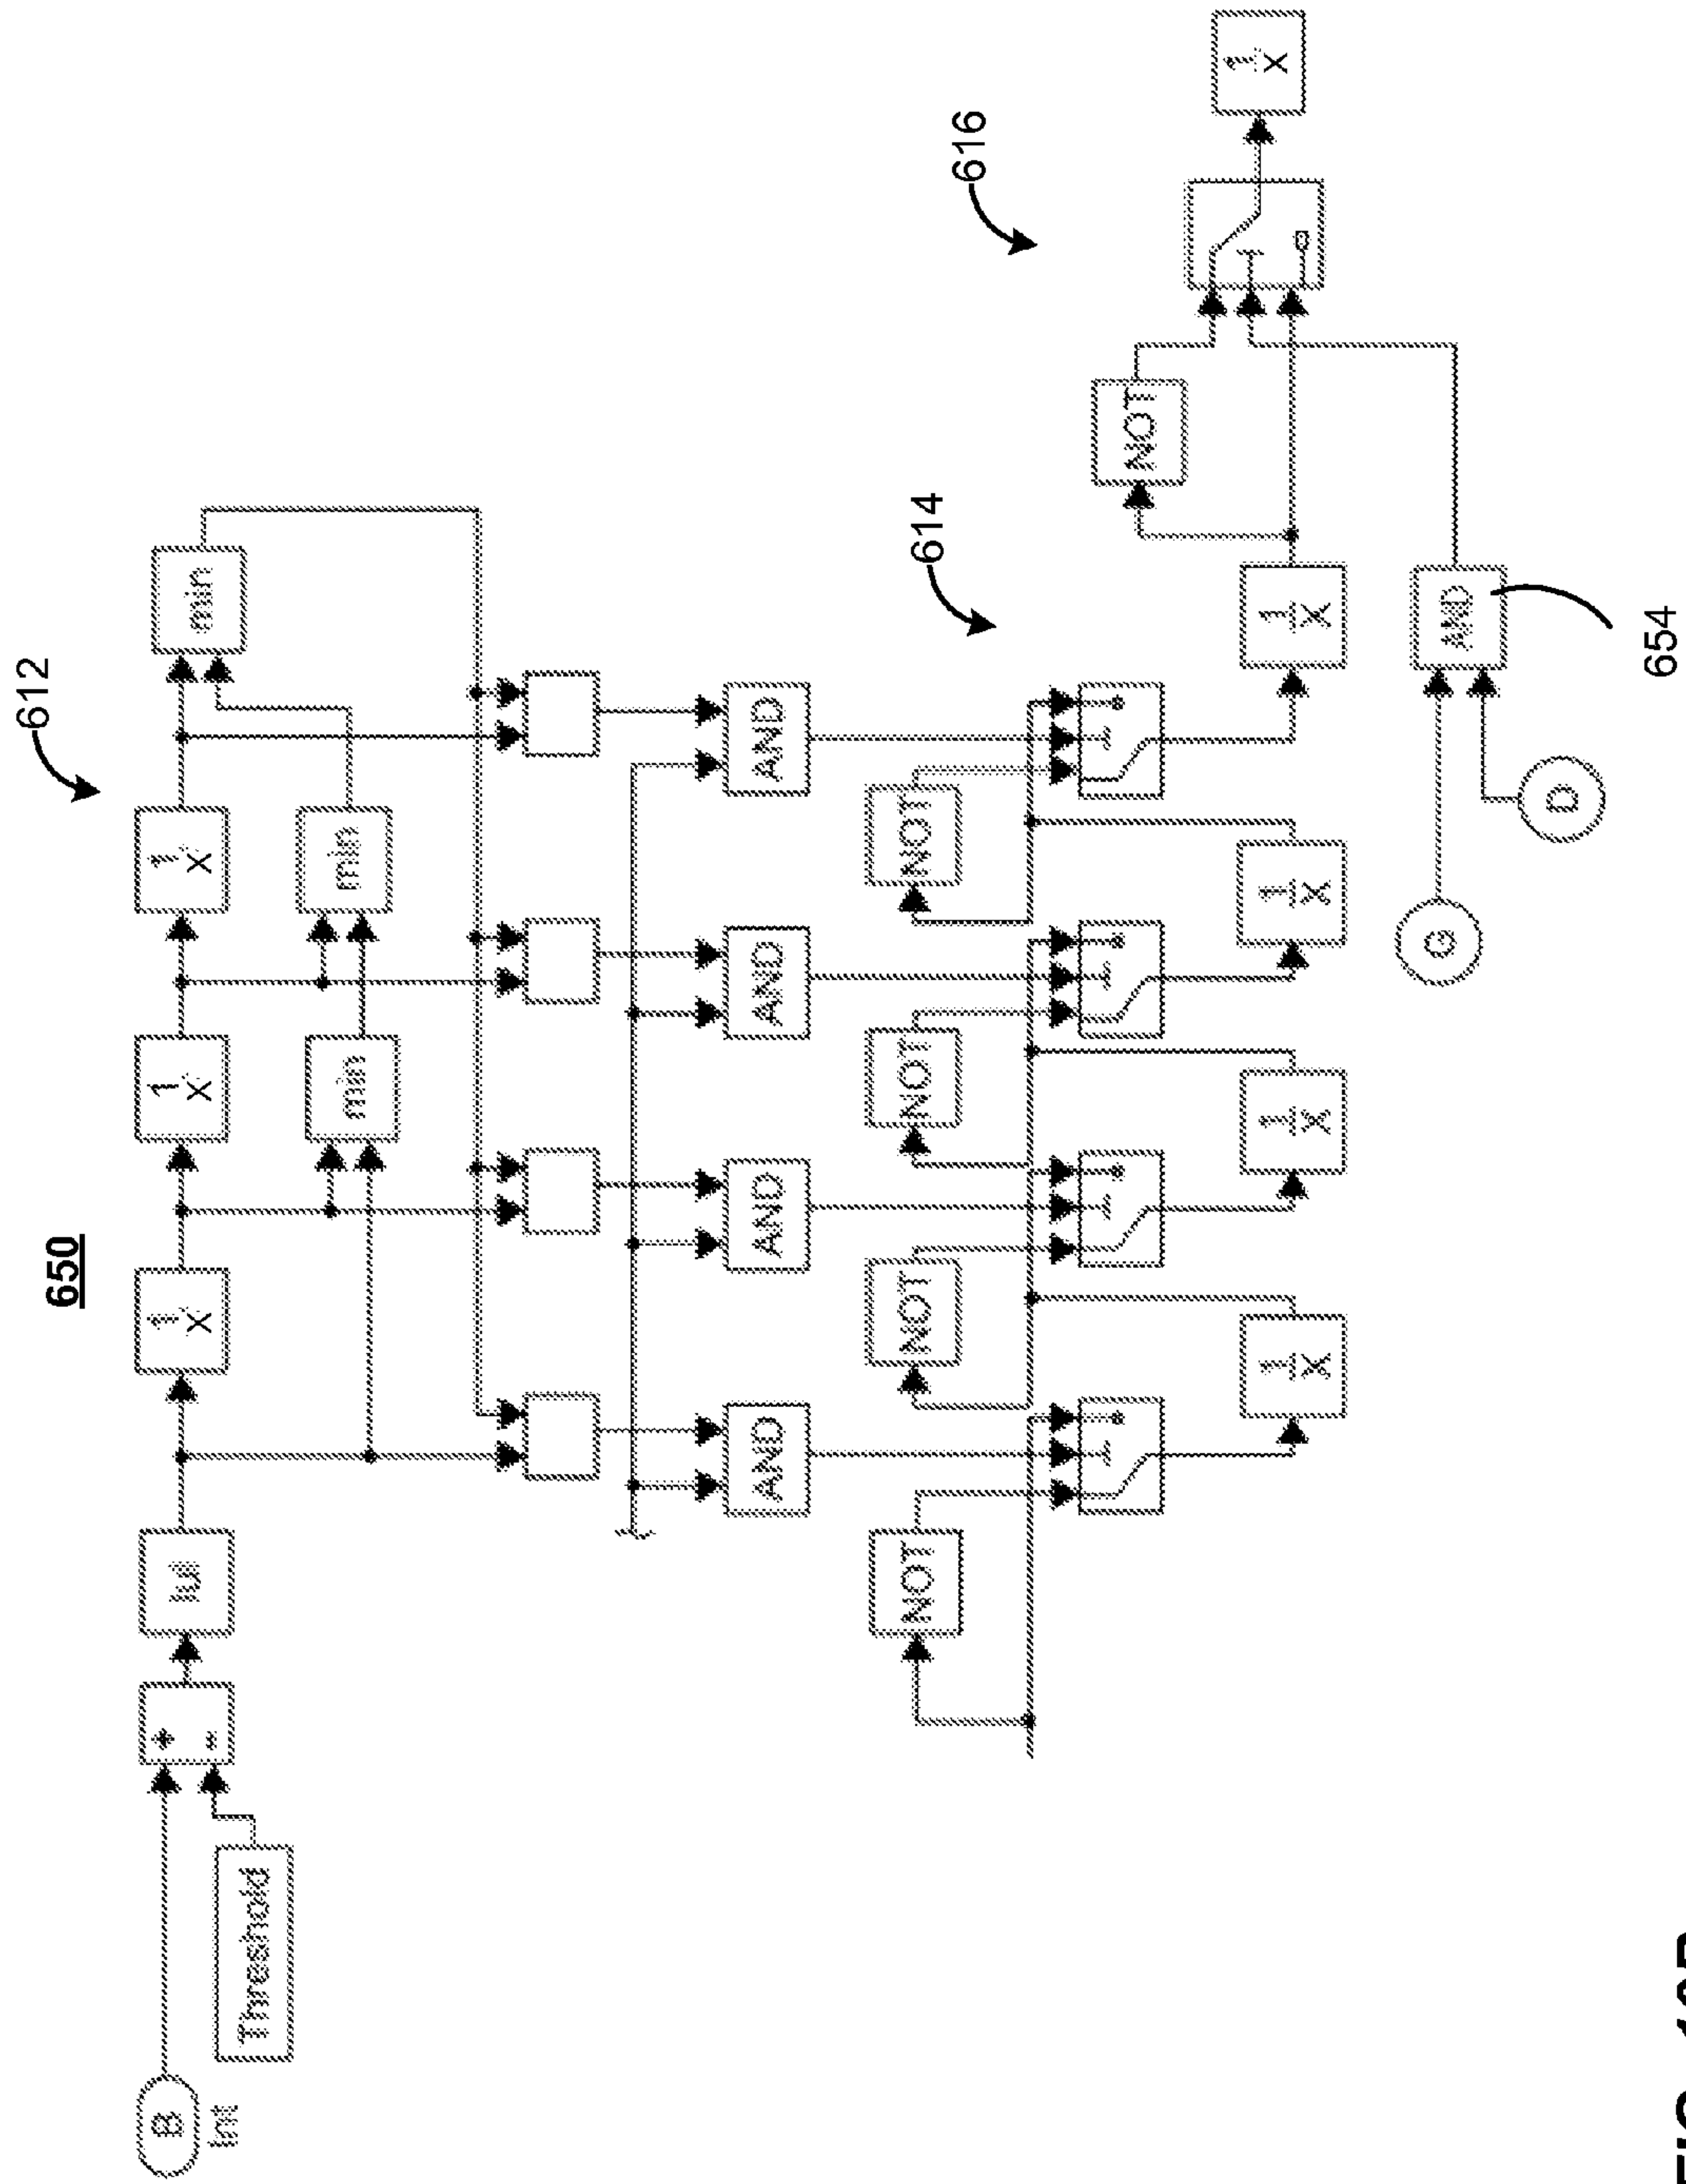 650
612
B
Int
Threshold
+
-
|u|
1
x
1
x
1
x
min
min
min
AND
AND
AND
AND
NOT
NOT
NOT
NOT
614
616
1
x
1
x
1
x
1
x
NOT
1
x
G
D
AND
654